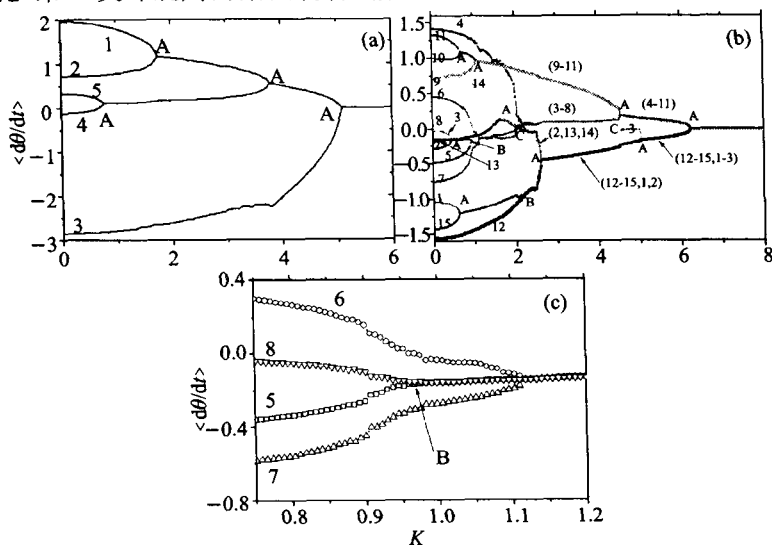 (a)
2
1
0
−1
−2
−3
<dθ/dt>
1
2
5
4
3
A
A
A
A
0
2
4
6
(b)
1.5
1.0
0.5
0.0
−0.5
−1.0
−1.5
4
11
10
9
6
8
3
5
7
1
15
12
13
14
A
A
A
A
A
A
A
A
B
B
C
C
3
(9-11)
(3-8)
(4-11)
(2,13,14)
(12-15,1,2)
(12-15,1-3)
0
2
4
6
8
(c)
0.4
0.0
−0.4
−0.8
<dθ/dt>
6
8
5
7
B
0.8
0.9
1.0
1.1
1.2
K